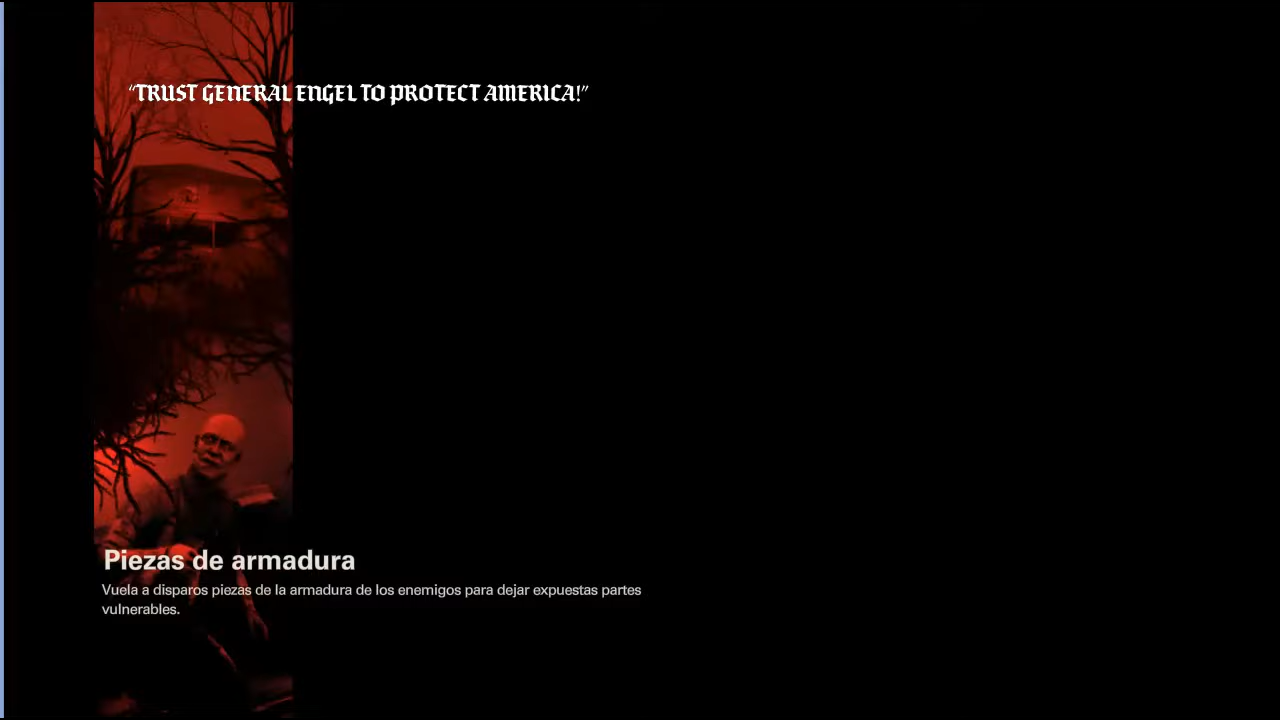 “TRUST GENERAL ENGEL TO PROTECT AMERICA!”
Piezas de armadura
Vuela a disparos piezas de la armadura de los enemigos para dejar expuestas partes
vulnerables.